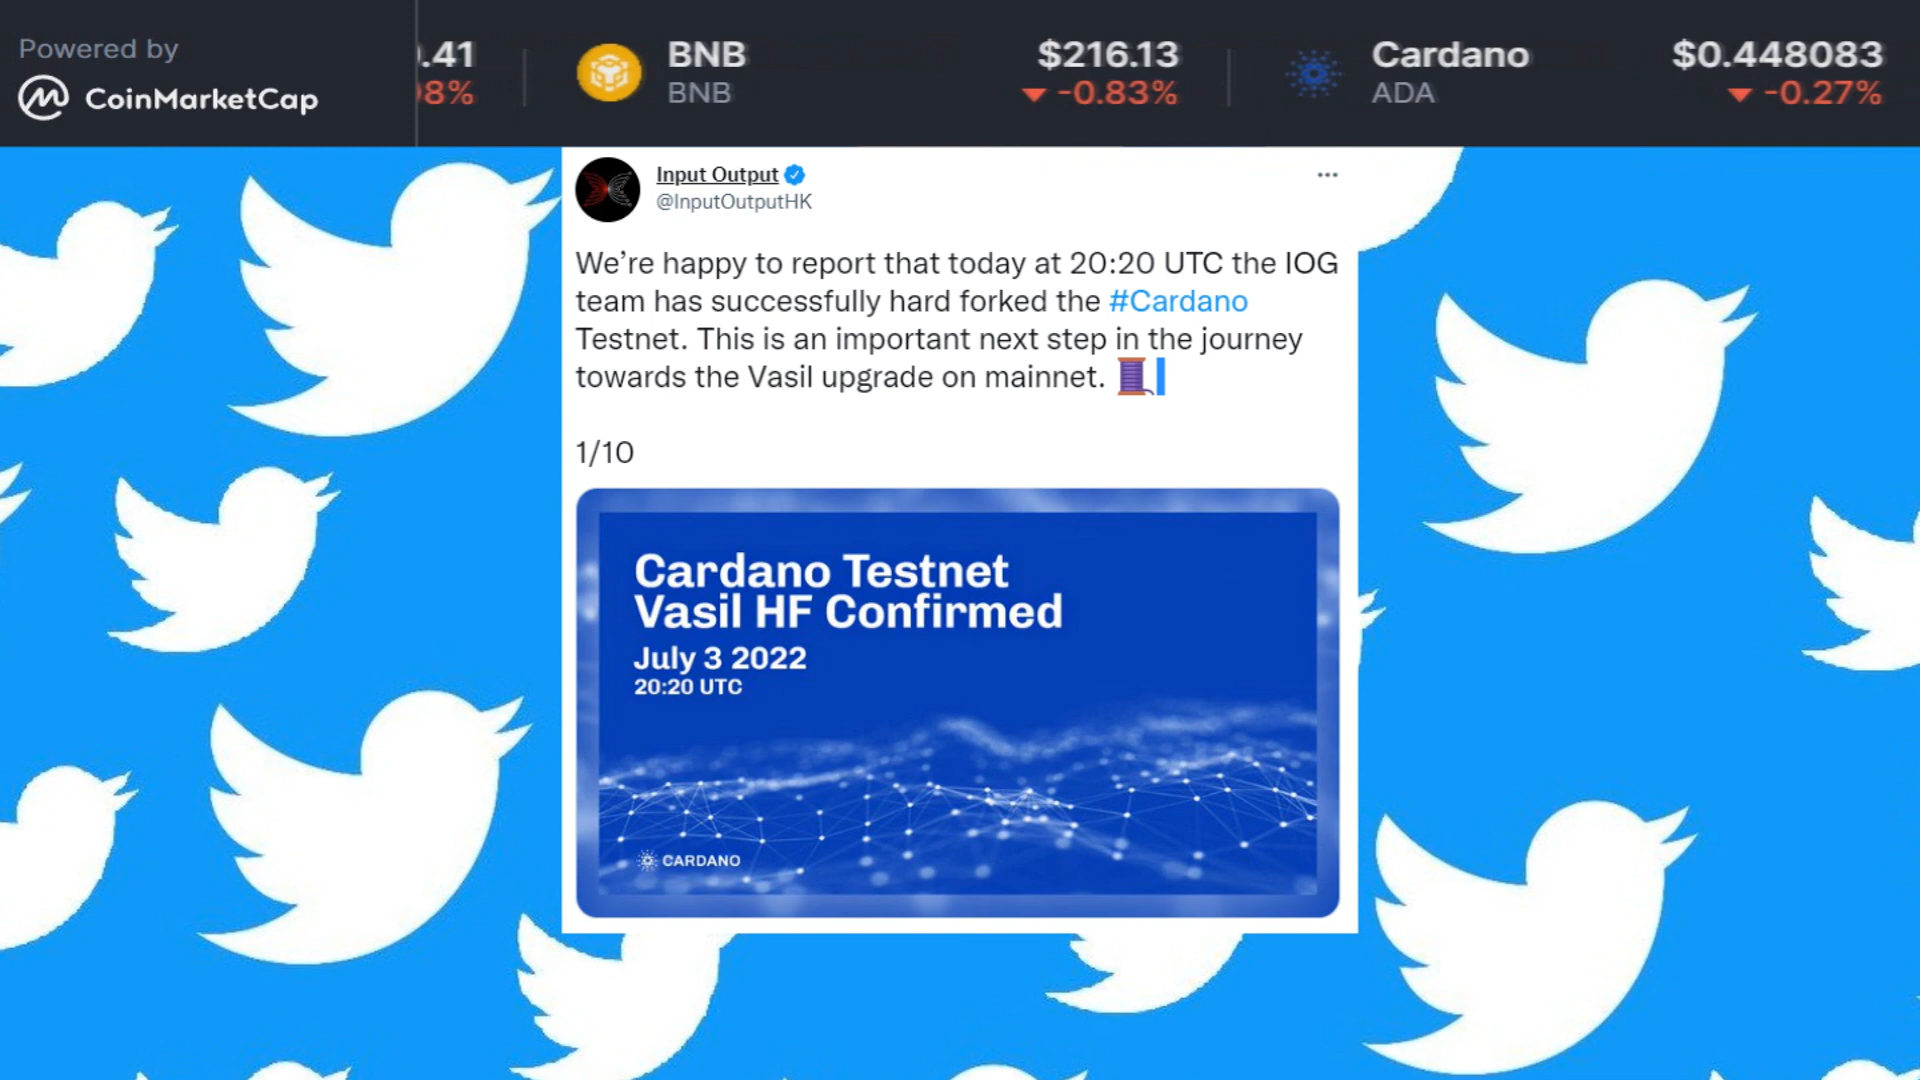 Powered by
CoinMarketCap
.41
8%
BNB
BNB
$216.13
-0.83%
Cardano
ADA
$0.448083
-0.27%
Input Output
@InputOutputHK
We’re happy to report that today at 20:20 UTC the IOG
team has successfully hard forked the #Cardano
Testnet. This is an important next step in the journey
towards the Vasil upgrade on mainnet.
1/10
Cardano Testnet
Vasil HF Confirmed
July 3 2022
20:20 UTC
CARDANO